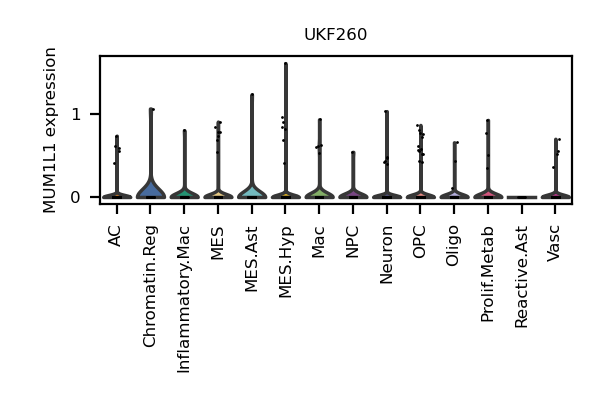 UKF260
MUM1L1 expression
1
0
AC
Chromatin.Reg
Inflammatory.Mac
MES
MES.Ast
MES.Hyp
Mac
NPC
Neuron
OPC
Oligo
Prolif.Metab
Reactive.Ast
Vasc